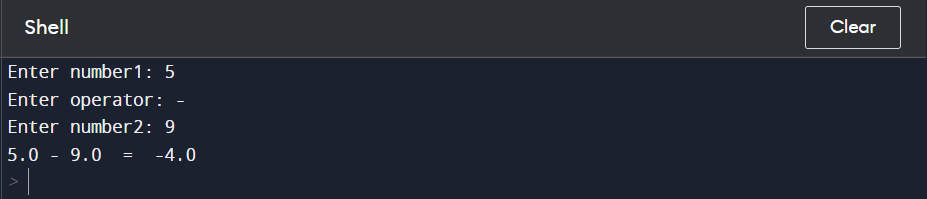 Shell
Clear
Enter number1: 5
Enter operator: -
Enter number2: 9
5.0 - 9.0  =  -4.0
>